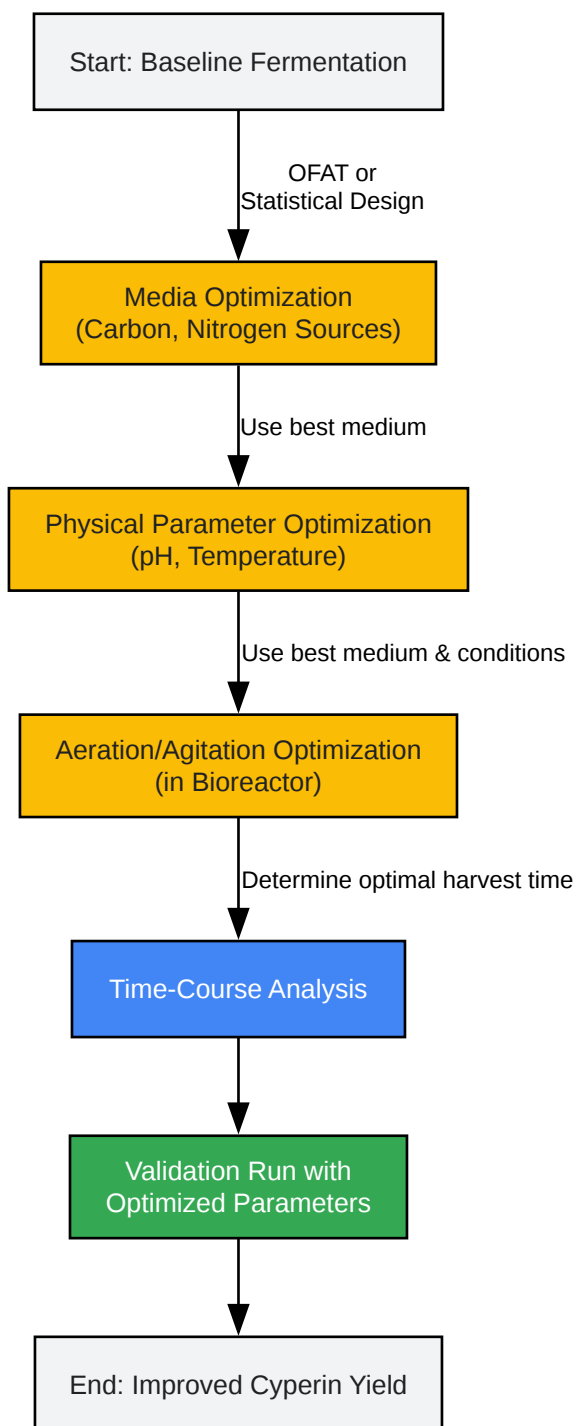 Start: Baseline Fermentation
OFAT or
Statistical Design
Media Optimization
(Carbon, Nitrogen Sources)
Use best medium
Physical Parameter Optimization
(pH, Temperature)
Use best medium & conditions
Aeration/Agitation Optimization
(in Bioreactor)
Determine optimal harvest time
Time-Course Analysis
Validation Run with
Optimized Parameters
End: Improved Cyperin Yield